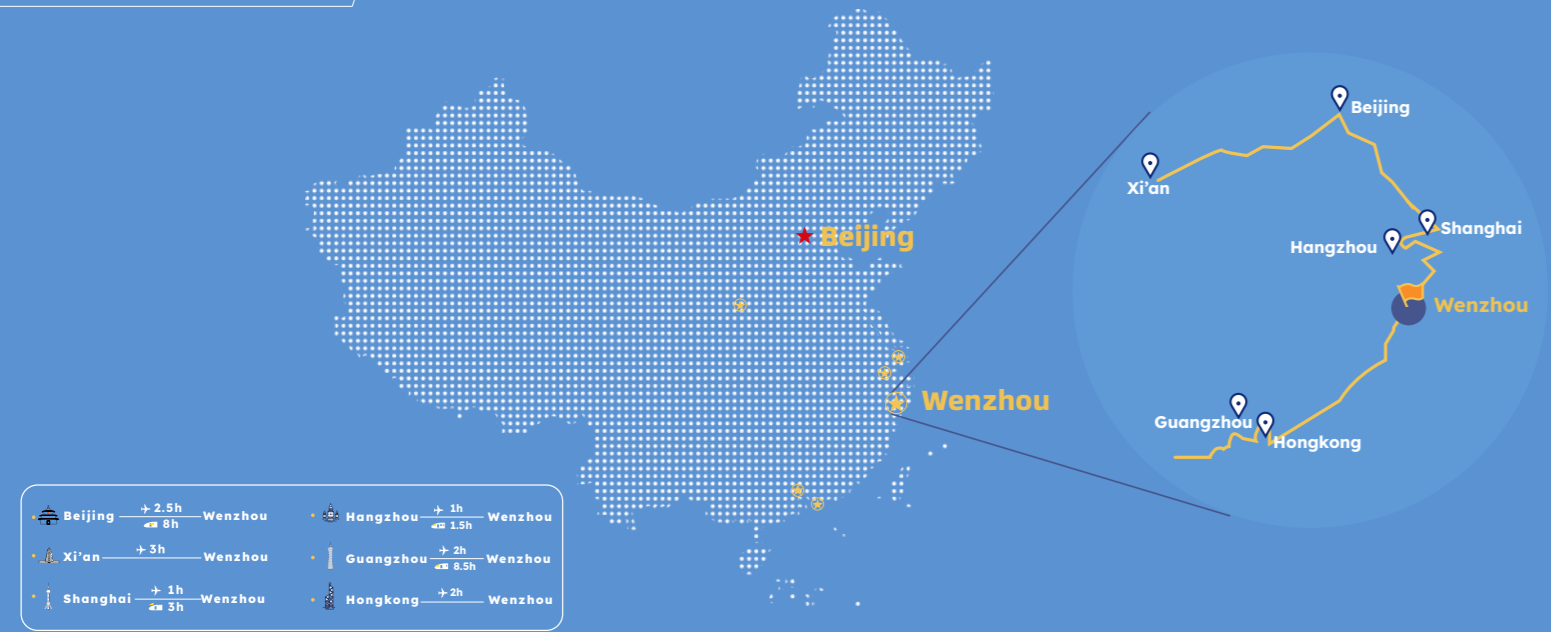 Beijing
Wenzhou
Beijing
Xi'an
Shanghai
Hangzhou
Wenzhou
Guangzhou
Hongkong
Beijing 2.5h 8h Wenzhou
Xi'an 3h Wenzhou
Shanghai 1h 3h Wenzhou
Hangzhou 1h 1.5h Wenzhou
Guangzhou 2h 8.5h Wenzhou
Hongkong 2h Wenzhou